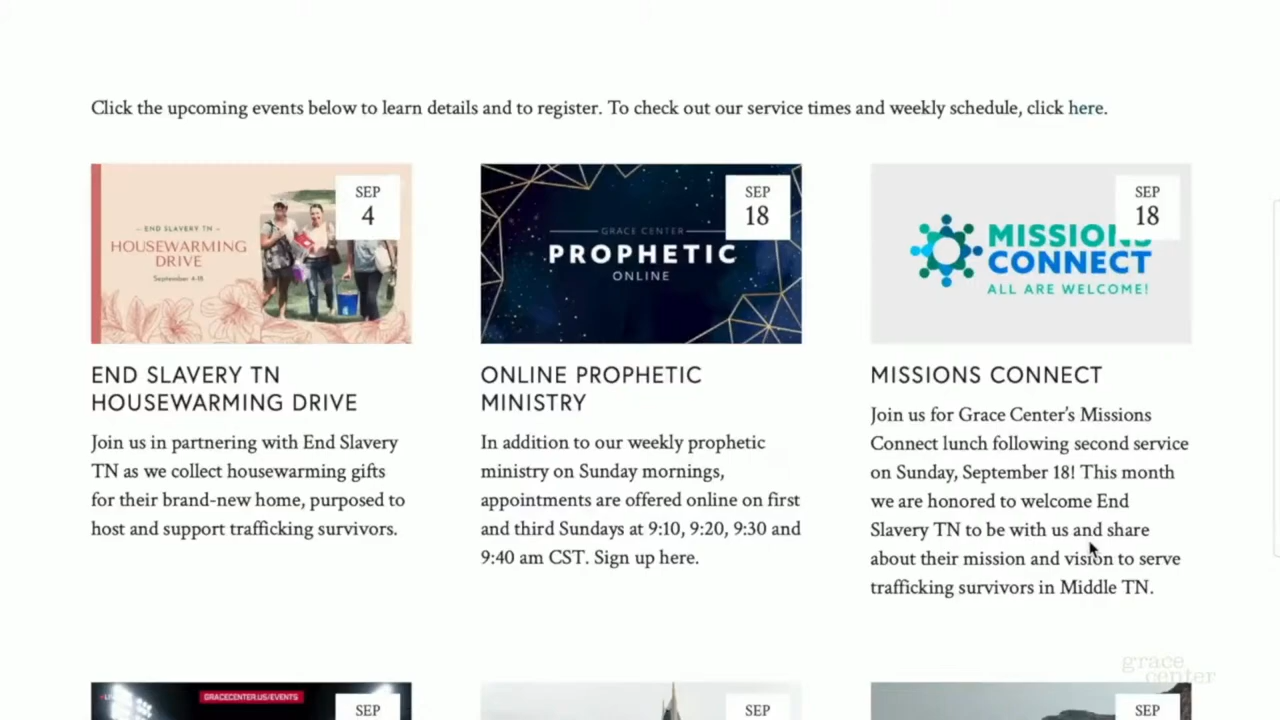 Click the upcoming events below to learn details and to register. To check out our service times and weekly schedule, click here.
SEP
4
– END SLAVERY TN –
HOUSEWARMING
DRIVE
September 4-18
END SLAVERY TN
HOUSEWARMING DRIVE
Join us in partnering with End Slavery
TN as we collect housewarming gifts
for their brand-new home, purposed to
host and support trafficking survivors.
SEP
18
GRACE CENTER
PROPHETIC
ONLINE
ONLINE PROPHETIC
MINISTRY
In addition to our weekly prophetic
ministry on Sunday mornings,
appointments are offered online on first
and third Sundays at 9:10, 9:20, 9:30 and
9:40 am CST. Sign up here.
SEP
18
MISSIONS
CONNECT
ALL ARE WELCOME!
MISSIONS CONNECT
Join us for Grace Center's Missions
Connect lunch following second service
on Sunday, September 18! This month
we are honored to welcome End
Slavery TN to be with us and share
about their mission and vision to serve
trafficking survivors in Middle TN.
GRACECENTER.US/EVENTS
SEP
SEP
SEP
grace
center